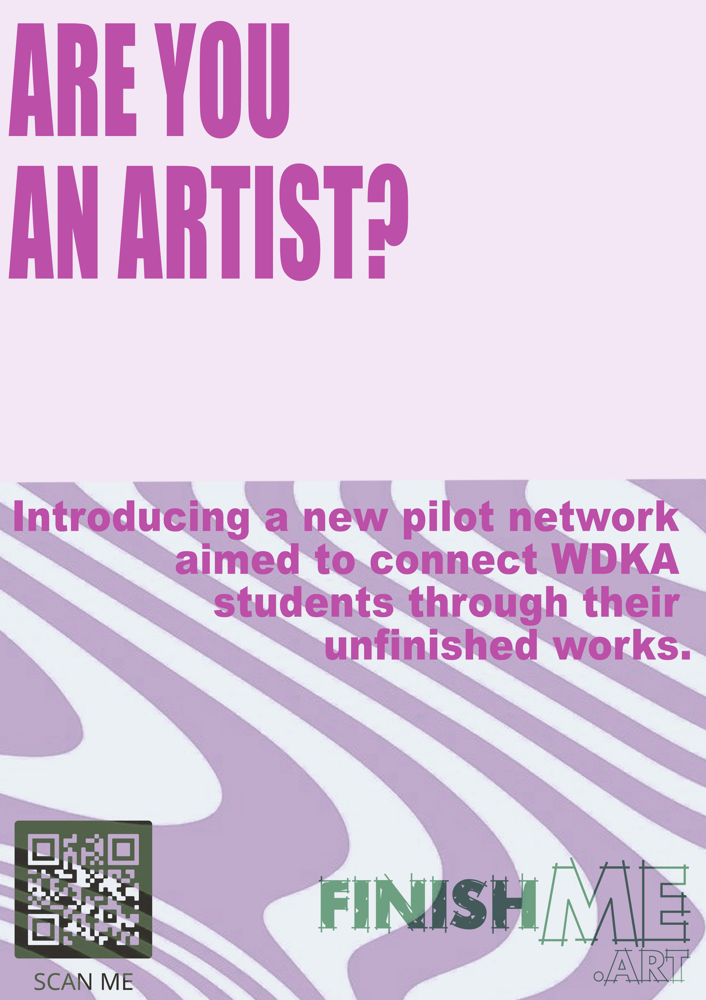 ARE YOU
AN ARTIST?
Introducing a new pilot network
aimed to connect WDKA
students through their
unfinished works.
FINISHME
.ART
SCAN ME